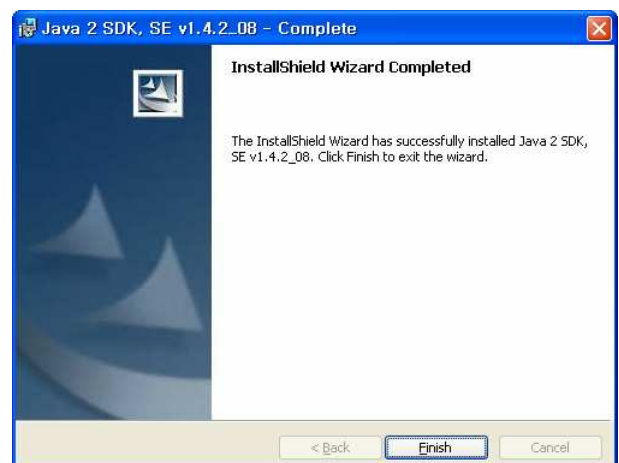 Java 2 SDK, SE v1.4.2_08 - Complete
InstallShield Wizard Completed
The InstallShield Wizard has successfully installed Java 2 SDK,
SE v1.4.2_08. Click Finish to exit the wizard.
< Back Finish Cancel